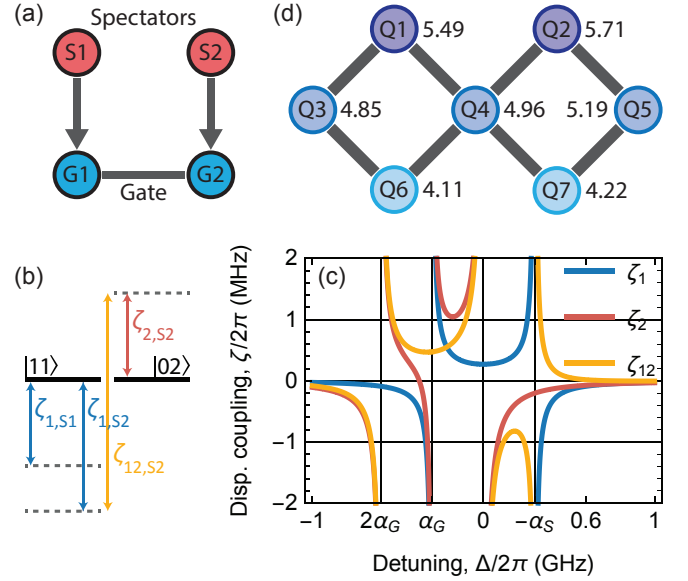 (a)
Spectators
S1
S2
G1
G2
Gate
(d)
Q1 5.49
Q2 5.71
Q3 4.85
Q4 4.96
5.19 Q5
Q6 4.11
Q7 4.22
(b)
|11⟩
|02⟩
ζ2,S2
ζ1,S1
ζ1,S2
ζ12,S2
(c)
ζ1
ζ2
ζ12
Disp. coupling, ζ/2π (MHz)
2
1
0
−1
−2
−1 2αG αG 0 −αS 0.6 1
Detuning, Δ/2π (GHz)